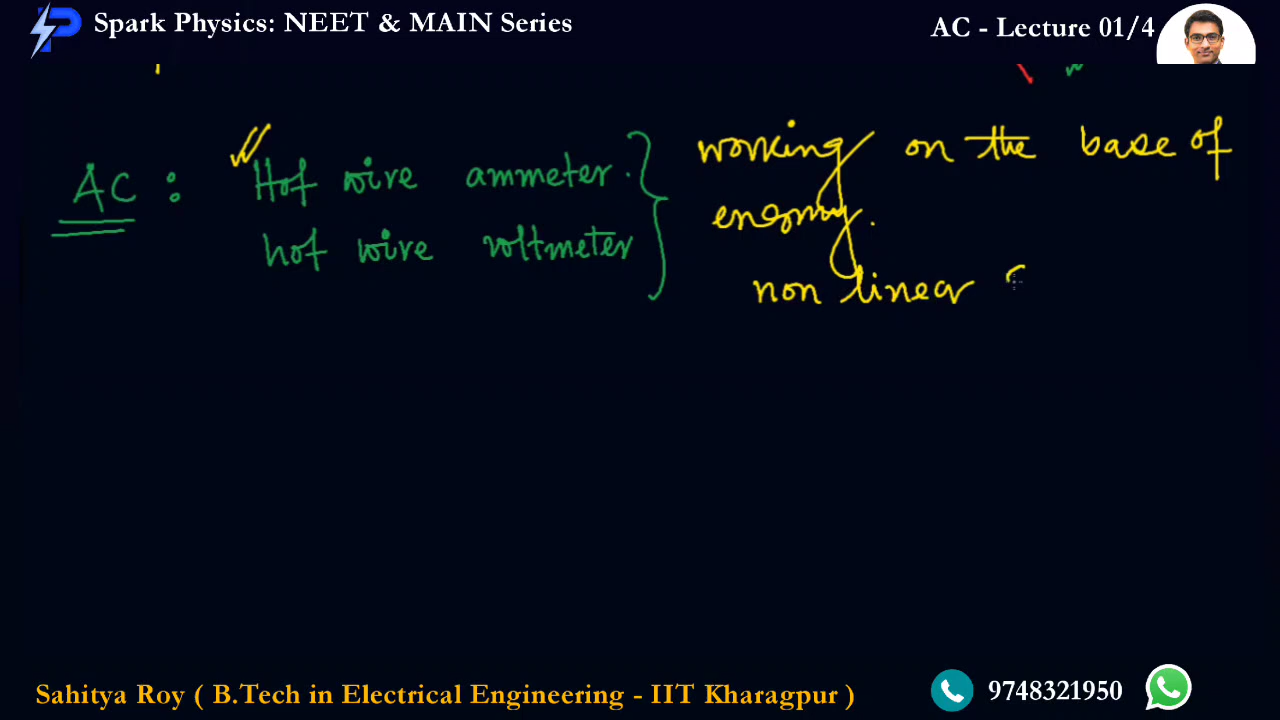 Spark Physics: NEET & MAIN Series
AC - Lecture 01/4
AC : Hot wire ammeter.
hot wire voltmeter
working on the base of
energy.
non linear
Sahitya Roy ( B.Tech in Electrical Engineering - IIT Kharagpur )
9748321950